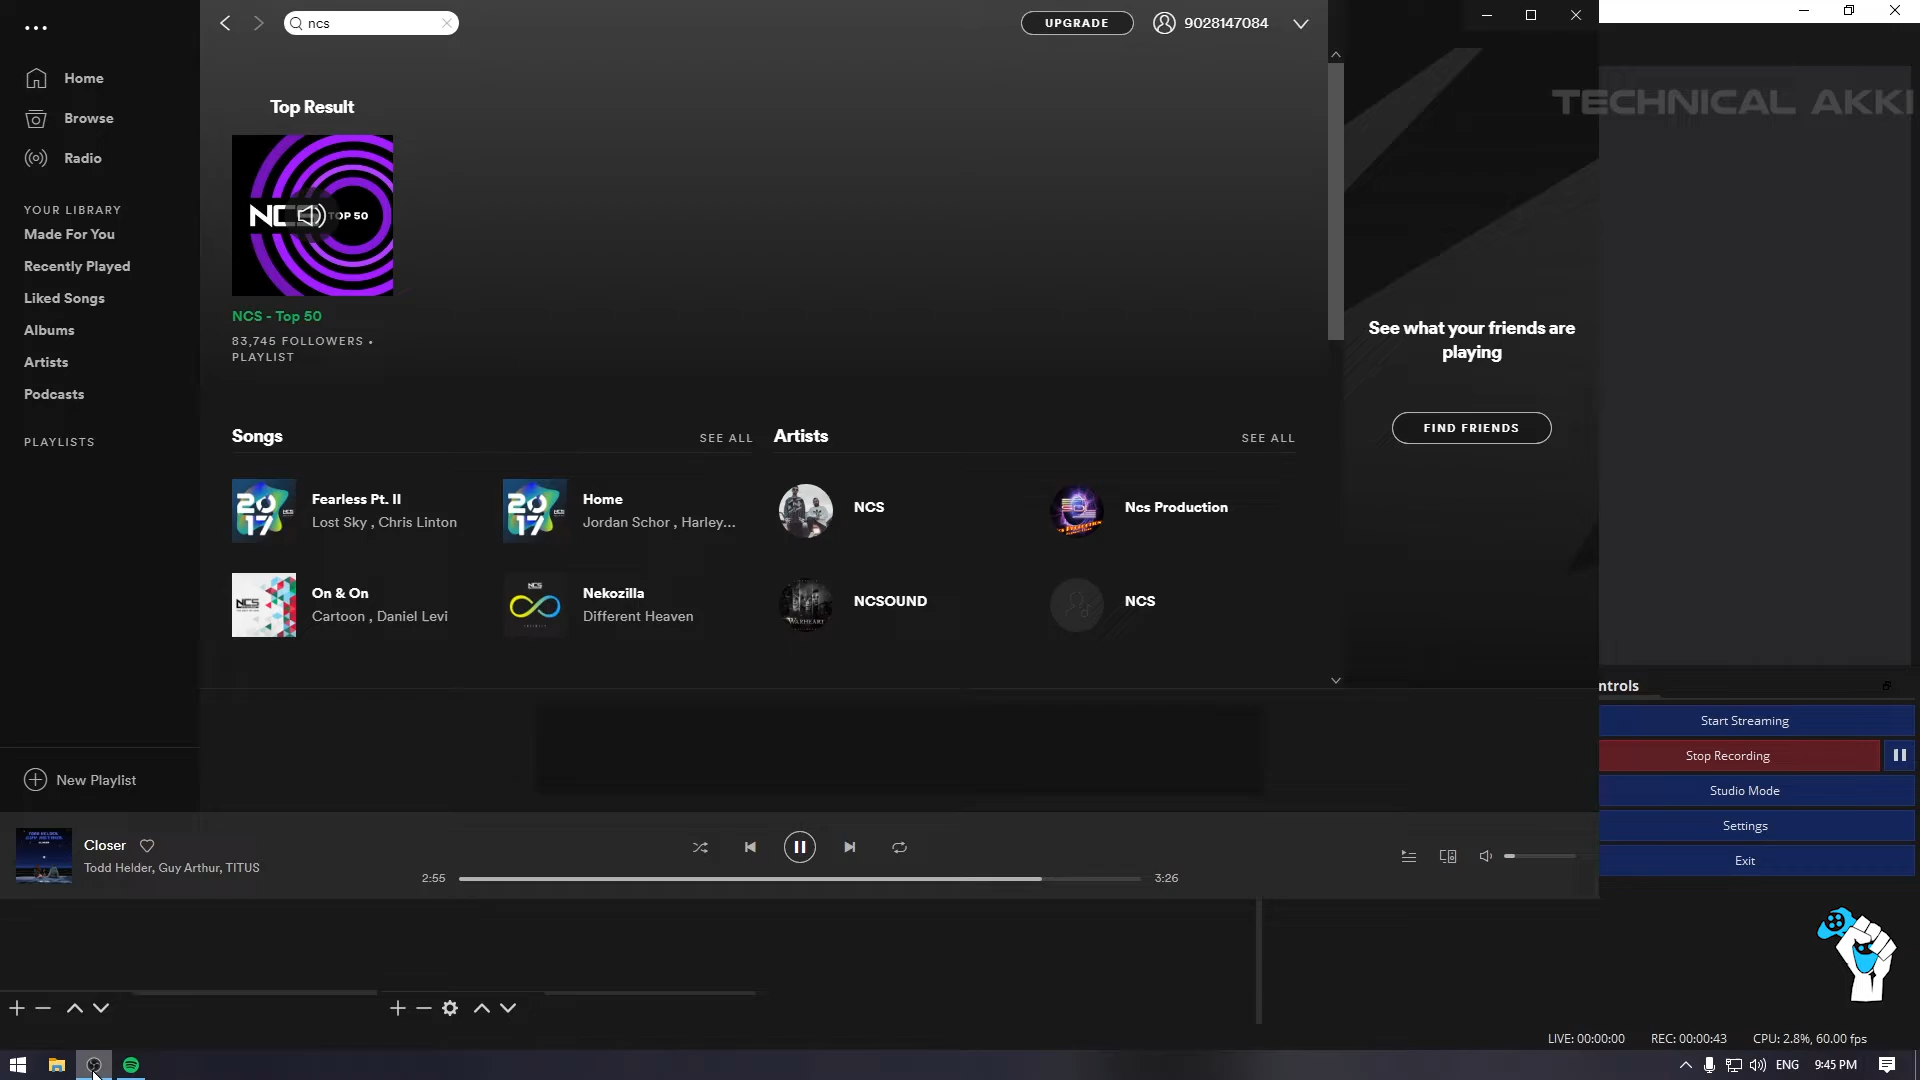 ncs
UPGRADE
9028147084
TECHNICAL AKKI
Home
Browse
Radio
YOUR LIBRARY
Made For You
Recently Played
Liked Songs
Albums
Artists
Podcasts
PLAYLISTS
New Playlist
Top Result
TOP 50
NCS - Top 50
83,745 FOLLOWERS •
PLAYLIST
Songs
SEE ALL
Fearless Pt. II
Lost Sky , Chris Linton
Home
Jordan Schor , Harley...
On & On
Cartoon , Daniel Levi
Nekozilla
Different Heaven
Artists
SEE ALL
NCS
Ncs Production
NCSOUND
NCS
See what your friends are
playing
FIND FRIENDS
ntrols
Start Streaming
Stop Recording
Studio Mode
Settings
Exit
Closer
Todd Helder, Guy Arthur, TITUS
2:55
3:26
LIVE: 00:00:00
REC: 00:00:43
CPU: 2.8%, 60.00 fps
ENG
9:45 PM